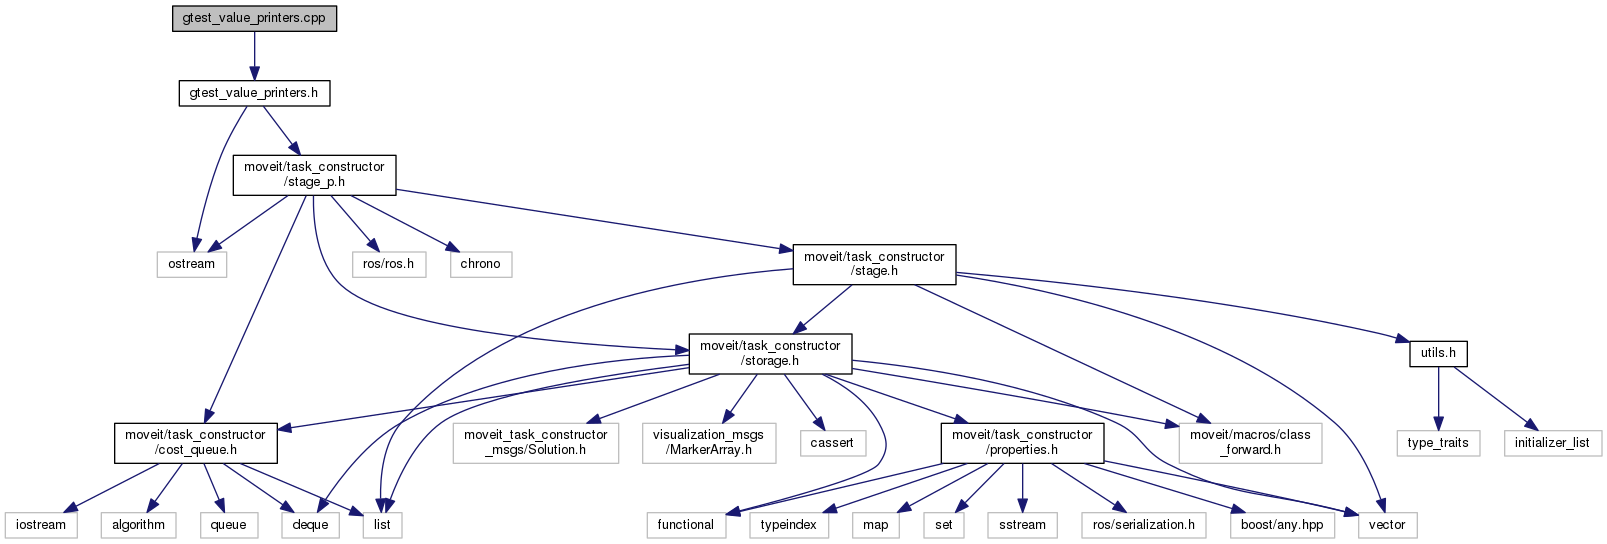 gtest_value_printers.cpp
gtest_value_printers.h
moveit/task_constructor
/stage_p.h
ostream
ros/ros.h
chrono
moveit/task_constructor
/stage.h
moveit/task_constructor
/storage.h
utils.h
moveit/task_constructor
/cost_queue.h
moveit_task_constructor
_msgs/Solution.h
visualization_msgs
/MarkerArray.h
cassert
moveit/task_constructor
/properties.h
moveit/macros/class
_forward.h
type_traits
initializer_list
iostream
algorithm
queue
deque
list
functional
typeindex
map
set
sstream
ros/serialization.h
boost/any.hpp
vector